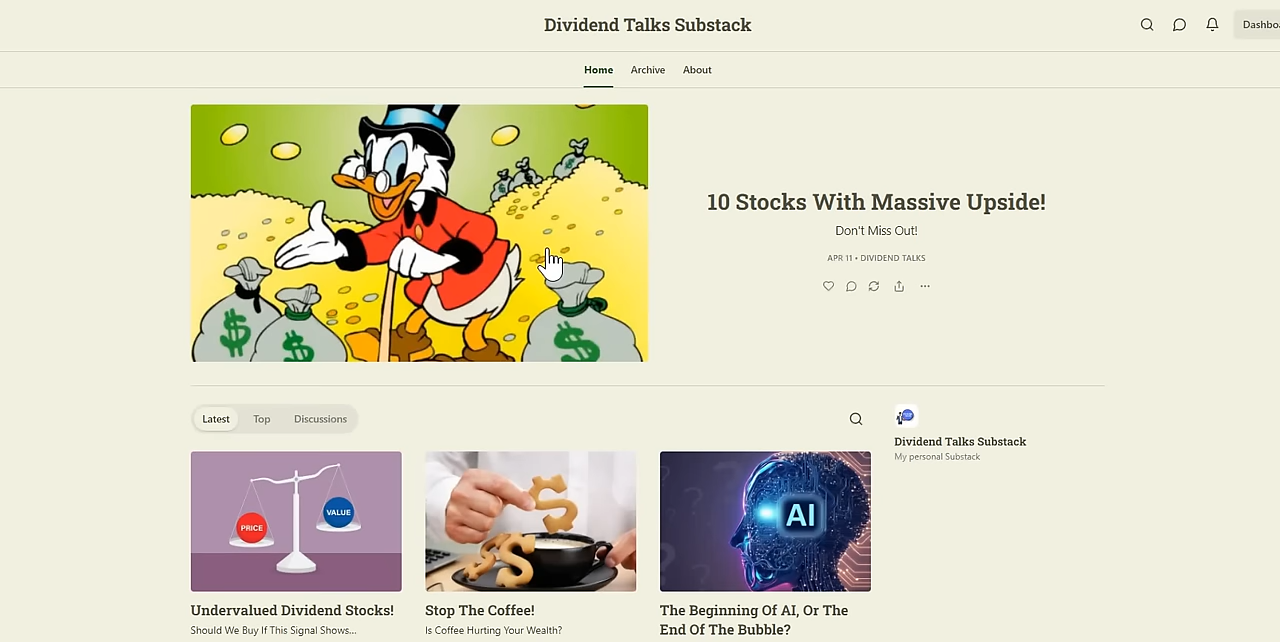 Dividend Talks Substack
Home Archive About
10 Stocks With Massive Upside!
Don't Miss Out!
APR 11 • DIVIDEND TALKS
$ $ $
Latest Top Discussions
Dividend Talks Substack
My personal Substack
PRICE VALUE
AI
Undervalued Dividend Stocks!
Should We Buy If This Signal Shows...
Stop The Coffee!
Is Coffee Hurting Your Wealth?
The Beginning Of AI, Or The
End Of The Bubble?